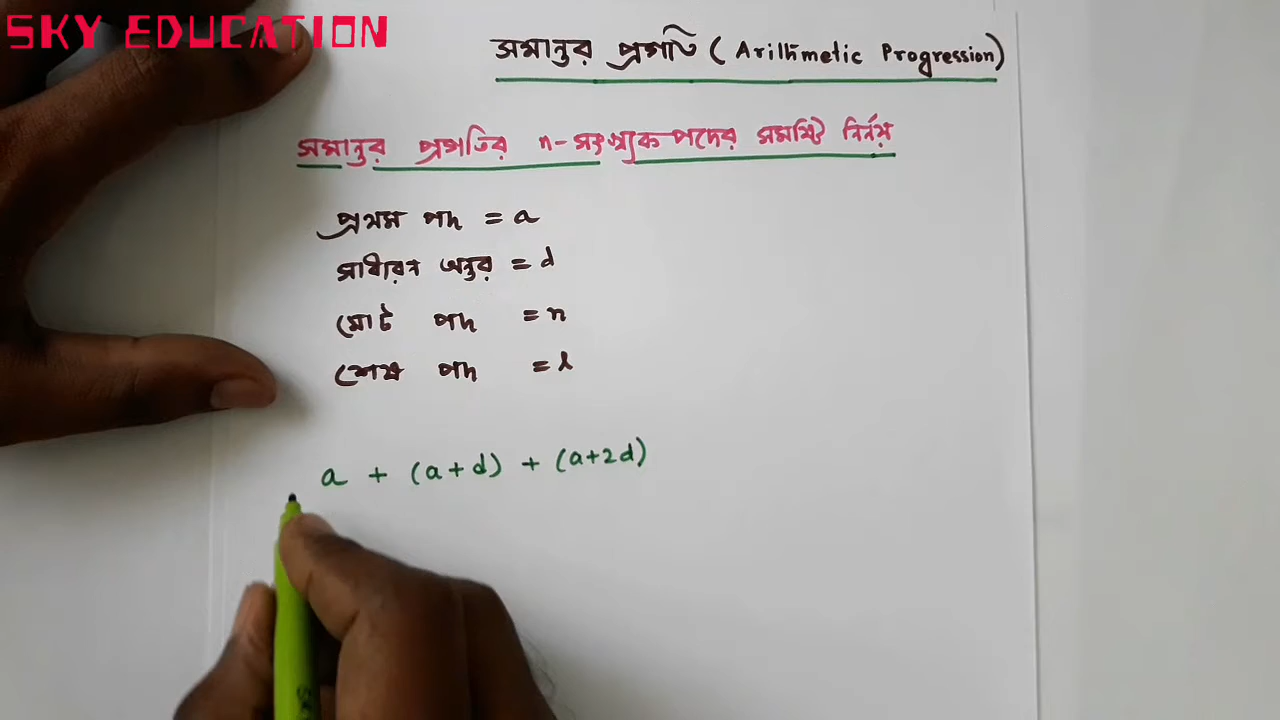 SKY EDUCATION
সমান্তর প্রগতি (Arithmetic Progression)
সমান্তর প্রগতির n-সংখ্যক পদের সমষ্টি নির্ণয়
প্রথম পদ = a
সাধারণ অন্তর = d
মোট পদ = n
শেষ পদ = l
a + (a+d) + (a+2d)